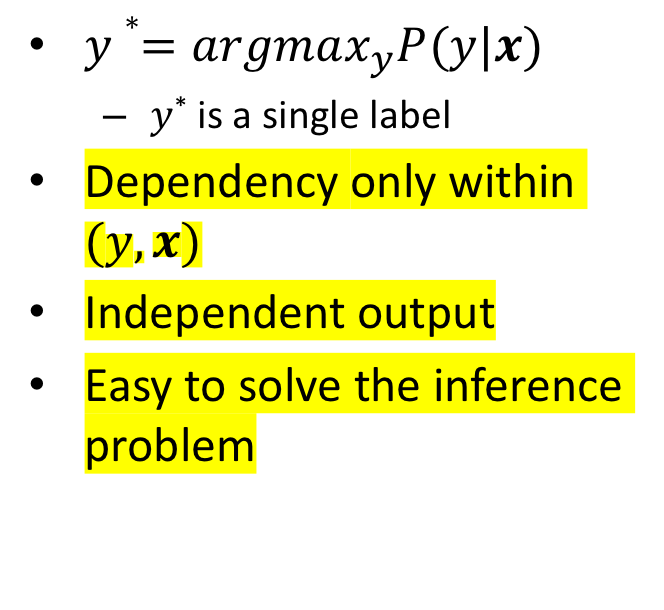 • y* = argmax_y P(y|x)
– y* is a single label
• Dependency only within
(y, x)
• Independent output
• Easy to solve the inference
problem